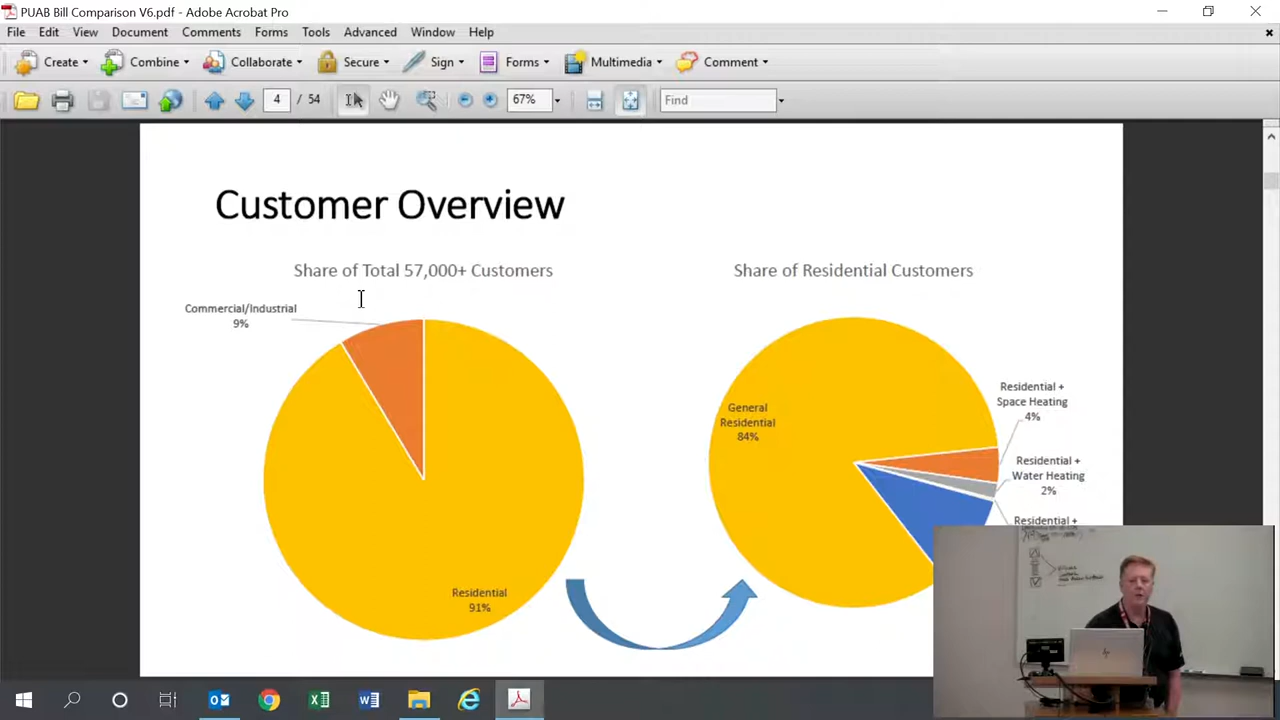 PUAB Bill Comparison V6.pdf - Adobe Acrobat Pro
File Edit View Document Comments Forms Tools Advanced Window Help
Create Combine Collaborate Secure Sign Forms Multimedia Comment
4 / 54 67% Find
Customer Overview
Share of Total 57,000+ Customers
Share of Residential Customers
Commercial/Industrial
9%
Residential
91%
General
Residential
84%
Residential +
Space Heating
4%
Residential +
Water Heating
2%
Residential +